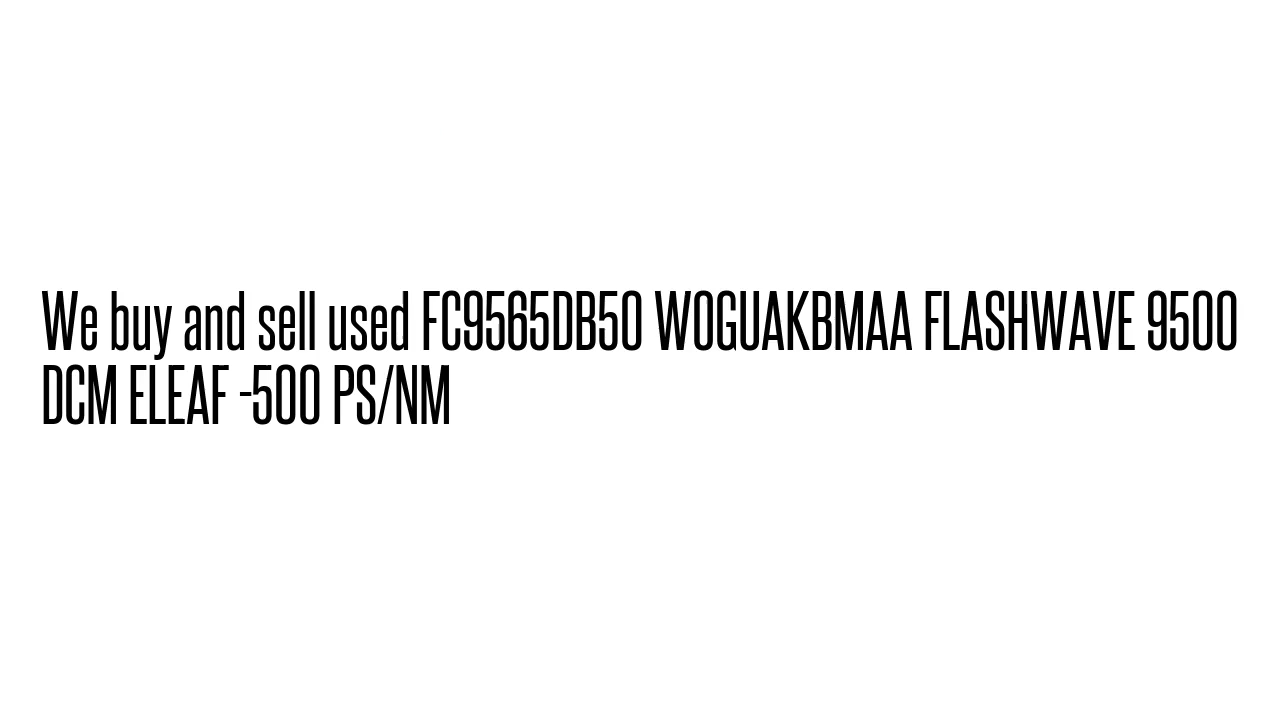 We buy and sell used FC9565DB50 WOGUAKBMAA FLASHWAVE 9500
DCM ELEAF -500 PS/NM